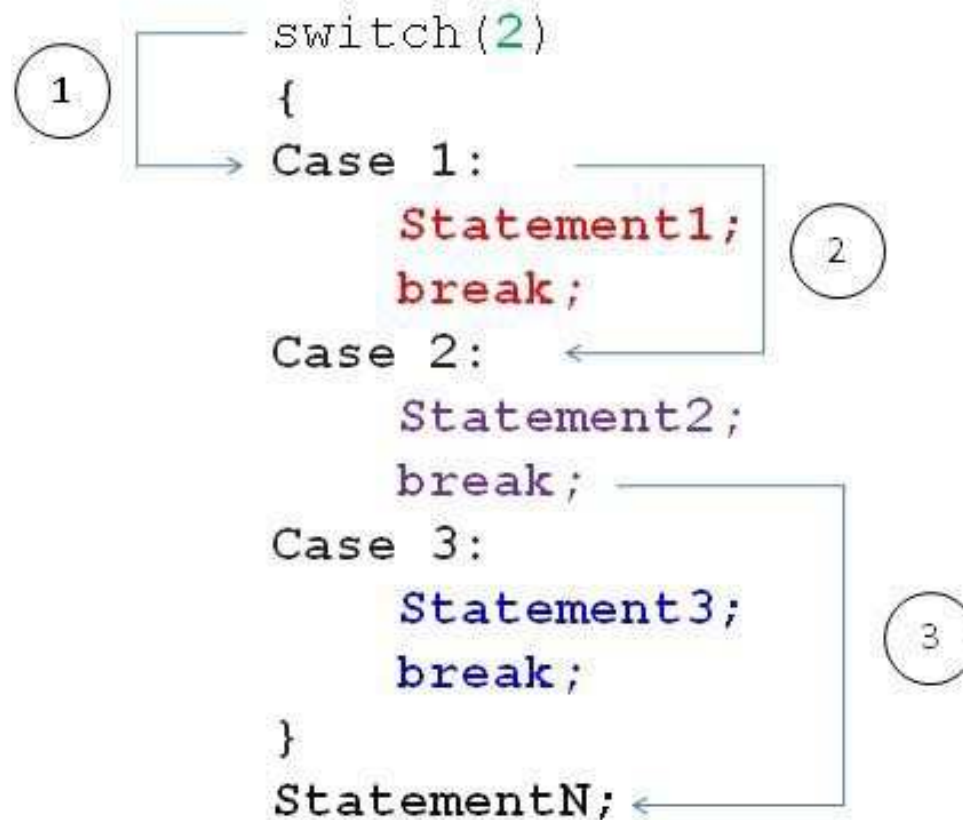 switch(2)
1
{
Case 1:
Statement1;
2
break;
Case 2:
Statement2;
break;
Case 3:
Statement3;
3
break;
}
StatementN;